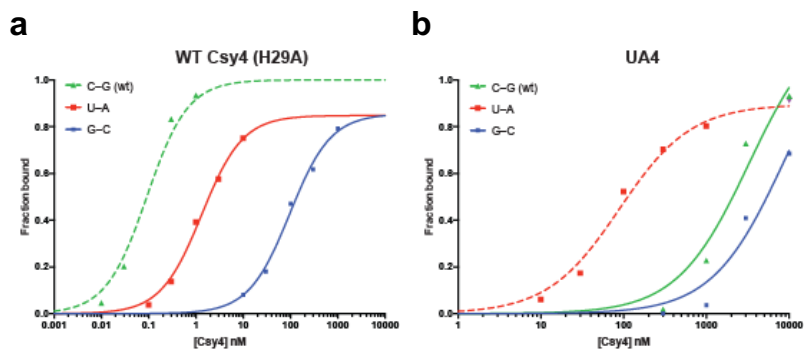 a
WT Csy4 (H29A)
1.0
0.8
0.6
0.4
0.2
0.0
Fraction bound
C–G (wt)
U–A
G–C
0.001
0.01
0.1
1
10
100
1000
10000
[Csy4] nM
b
UA4
1.0
0.8
0.6
0.4
0.2
0.0
Fraction bound
C–G (wt)
U–A
G–C
1
10
100
1000
10000
[Csy4] nM